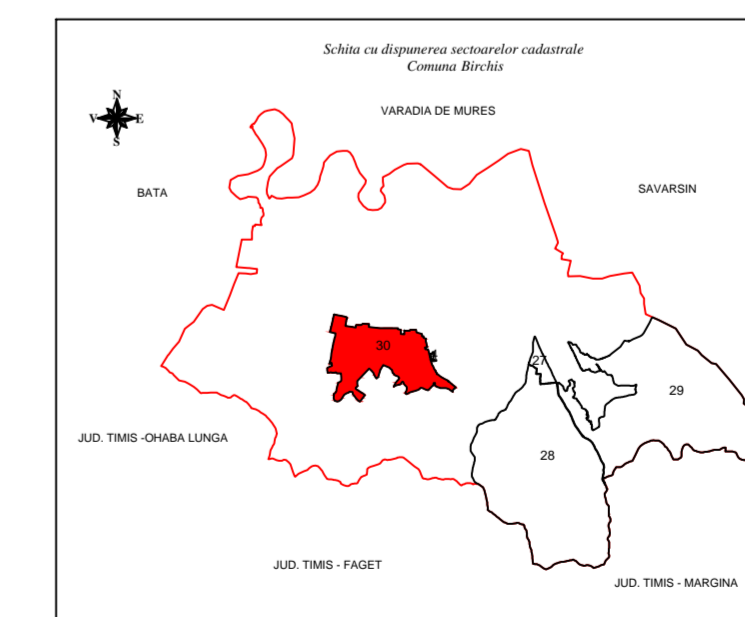 Schita cu dispunerea sectoarelor cadastrale
Comuna Birchis
N
V E
S
VARADIA DE MURES
BATA
SAVARSIN
30
27
29
JUD. TIMIS -OHABA LUNGA
28
JUD. TIMIS - FAGET
JUD. TIMIS - MARGINA